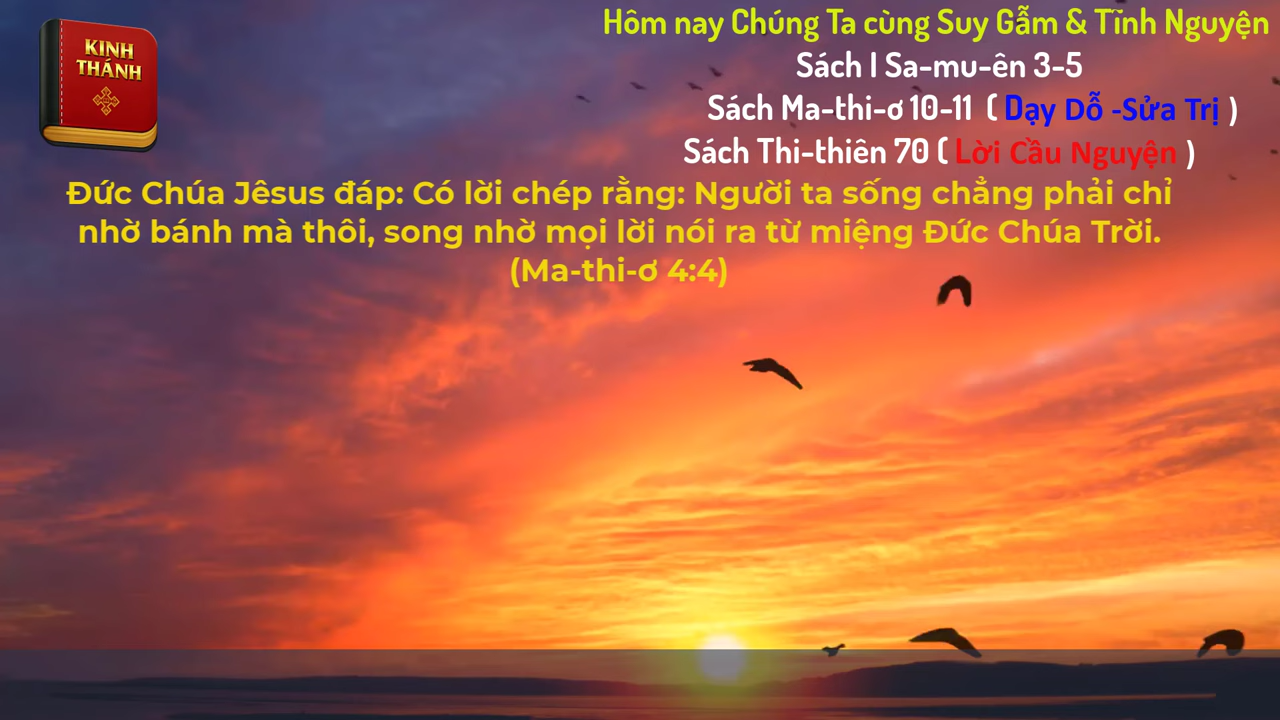 KINH
THÁNH
Hôm nay Chúng Ta cùng Suy Gẫm & Tĩnh Nguyện
Sách I Sa-mu-ên 3-5
Sách Ma-thi-ơ 10-11 ( Dạy Dỗ -Sửa Trị )
Sách Thi-thiên 70 ( Lời Cầu Nguyện )
Đức Chúa Jêsus đáp: Có lời chép rằng: Người ta sống chẳng phải chỉ
nhờ bánh mà thôi, song nhờ mọi lời nói ra từ miệng Đức Chúa Trời.
(Ma-thi-ơ 4:4)